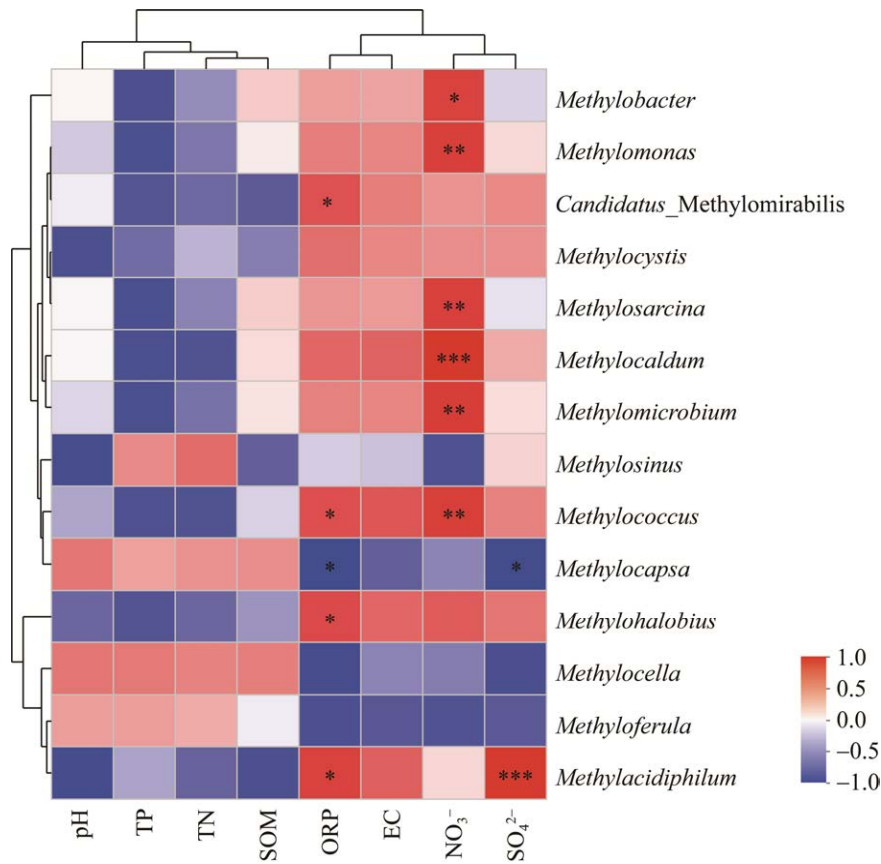 *
Methylobacter
**
Methylomonas
*
Candidatus_Methylomirabilis
Methylocystis
**
Methylosarcina
***
Methylocaldum
**
Methylomicrobium
Methylosinus
* **
Methylococcus
* *
Methylocapsa
*
Methylohalobius
Methylocella
Methyloferula
* ***
Methylacidiphilum
1.0
0.5
0.0
−0.5
−1.0
pH
TP
TN
SOM
ORP
EC
NO₃⁻
SO₄²⁻